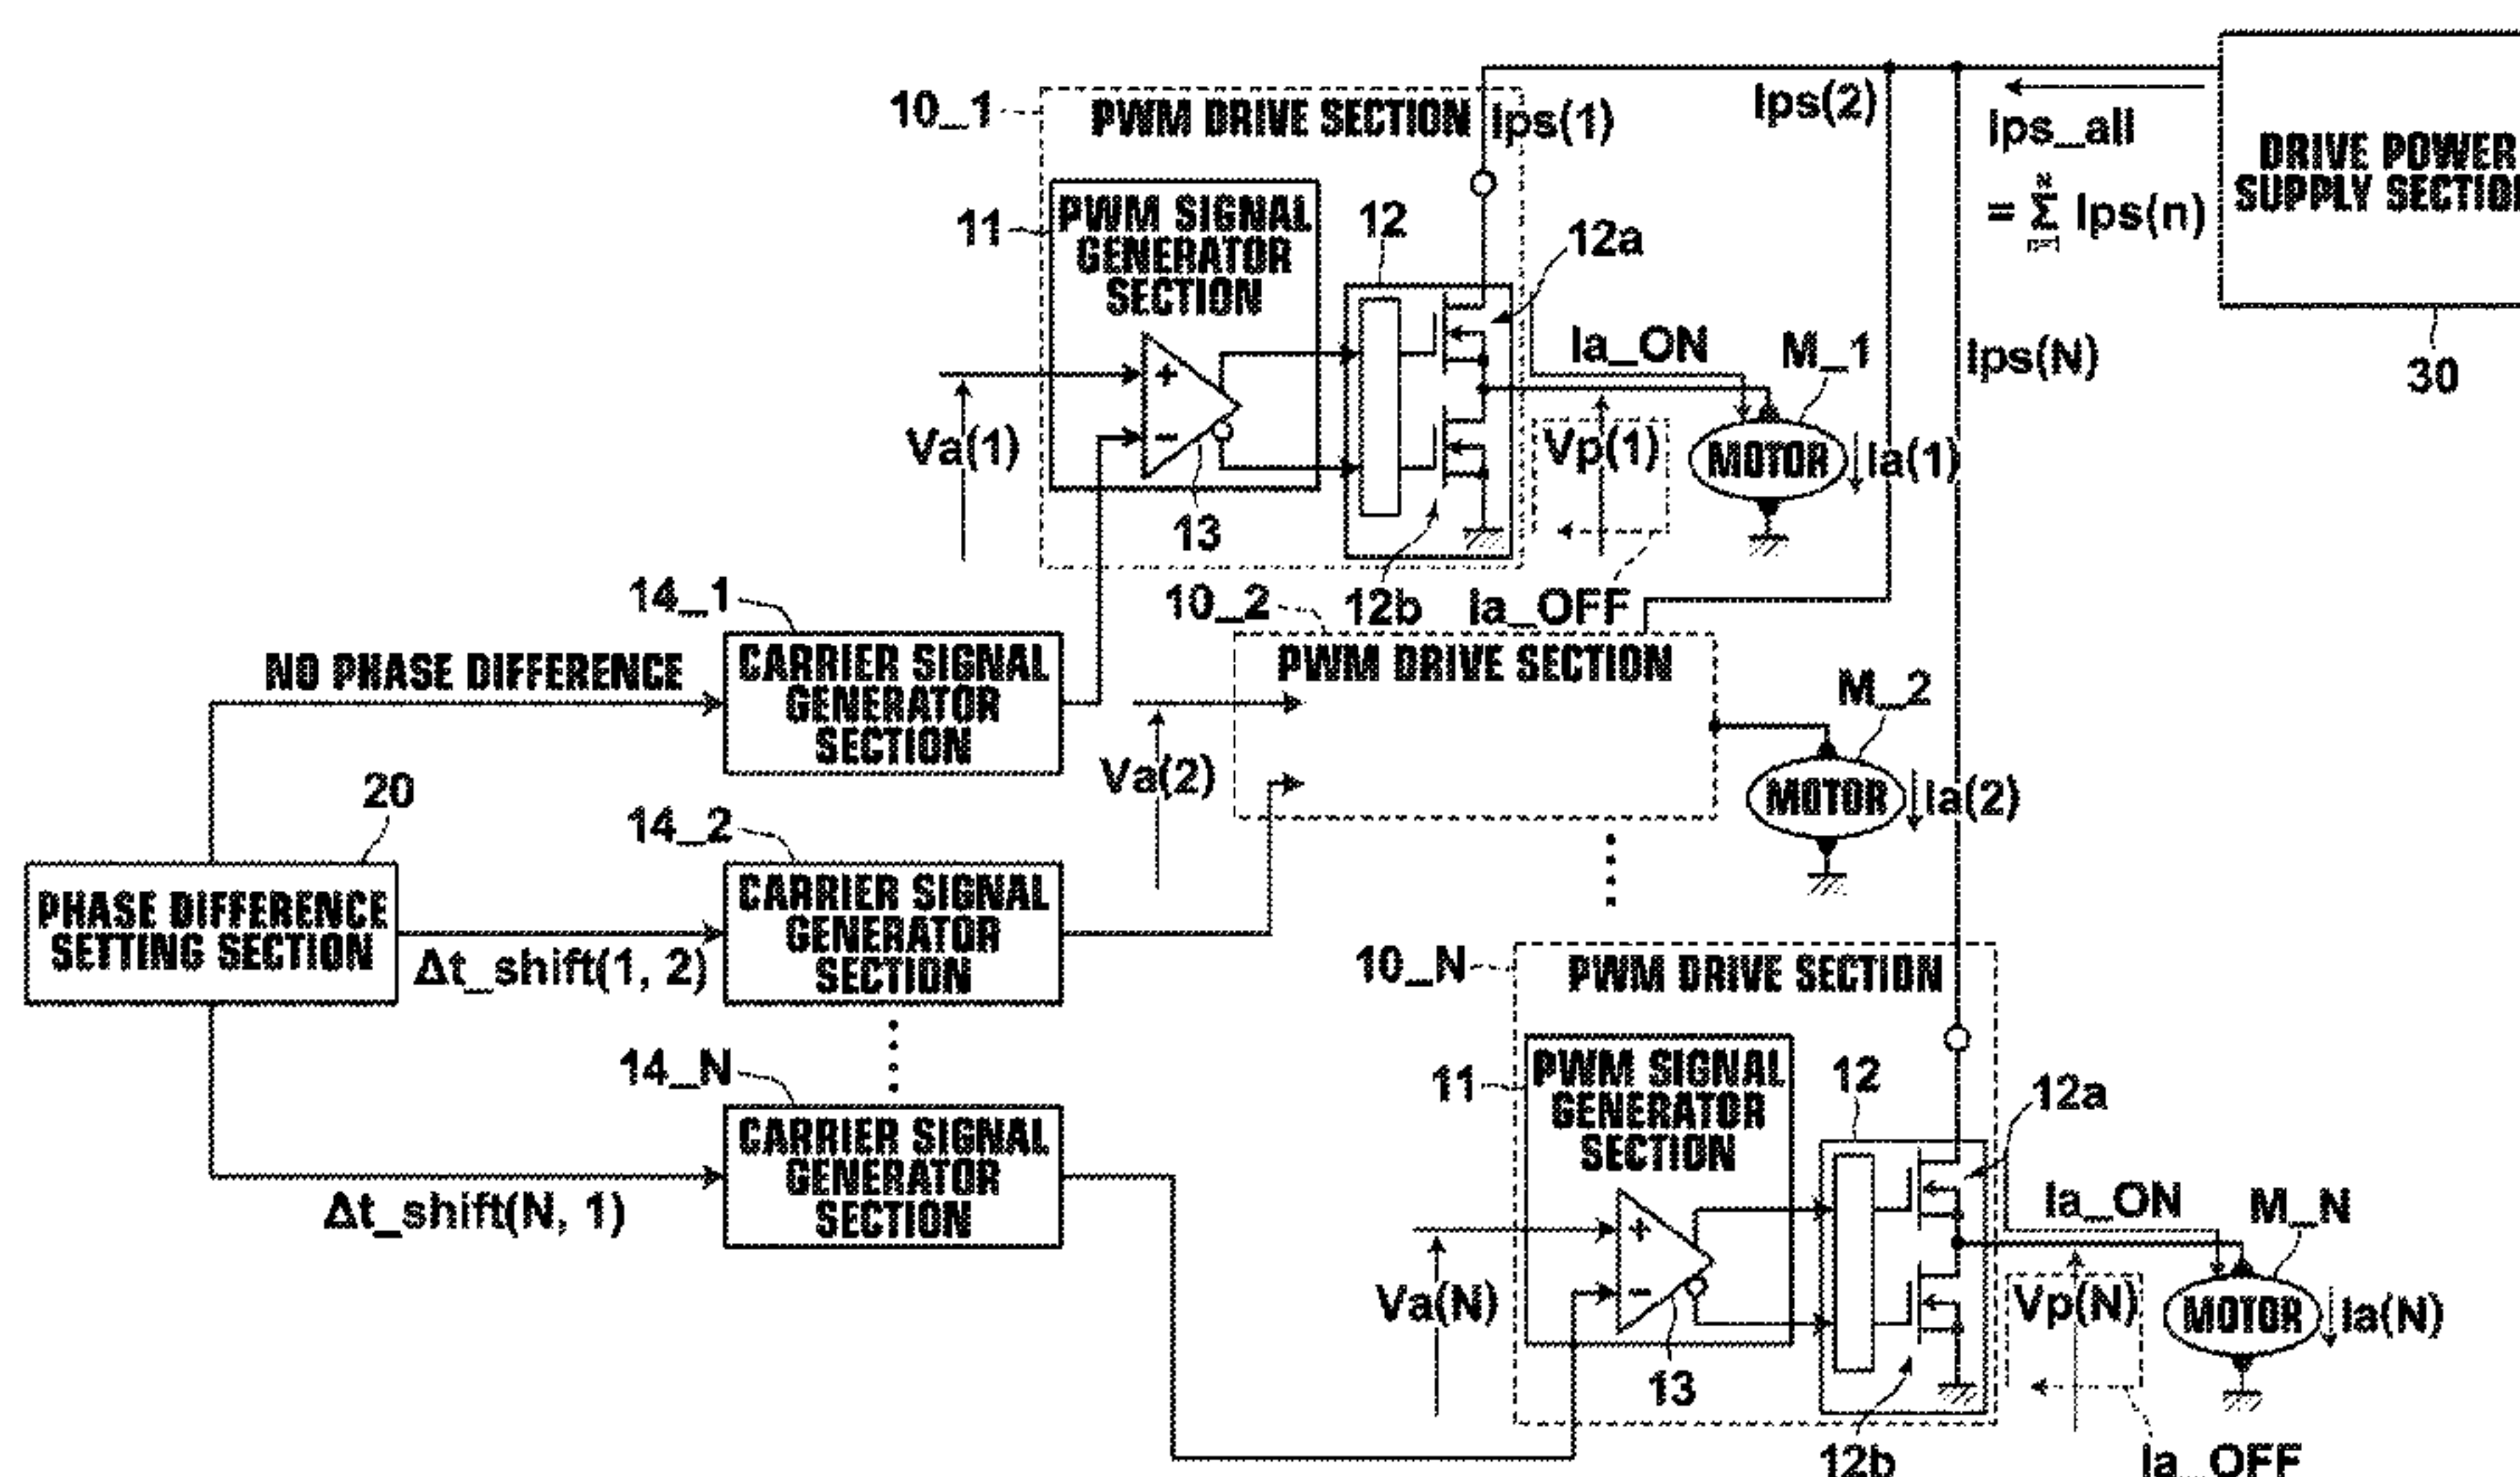 10_1
PWM DRIVE SECTION
Ips(1)
Ips(2)
Ips_all
= Σ Ips(n)
DRIVE POWER
SUPPLY SECTION
30
11
PWM SIGNAL
GENERATOR
SECTION
12
12a
+
−
13
Va(1)
Ia_ON
M_1
Ips(N)
Vp(1)
MOTOR
Ia(1)
12b
Ia_OFF
14_1
10_2
NO PHASE DIFFERENCE
CARRIER SIGNAL
GENERATOR
SECTION
PWM DRIVE SECTION
M_2
Va(2)
MOTOR
Ia(2)
20
14_2
PHASE DIFFERENCE
SETTING SECTION
Δt_shift(1, 2)
CARRIER SIGNAL
GENERATOR
SECTION
10_N
PWM DRIVE SECTION
14_N
11
PWM SIGNAL
GENERATOR
SECTION
12
12a
Δt_shift(N, 1)
CARRIER SIGNAL
GENERATOR
SECTION
+
−
13
Va(N)
Ia_ON
M_N
Vp(N)
MOTOR
Ia(N)
12b
Ia_OFF